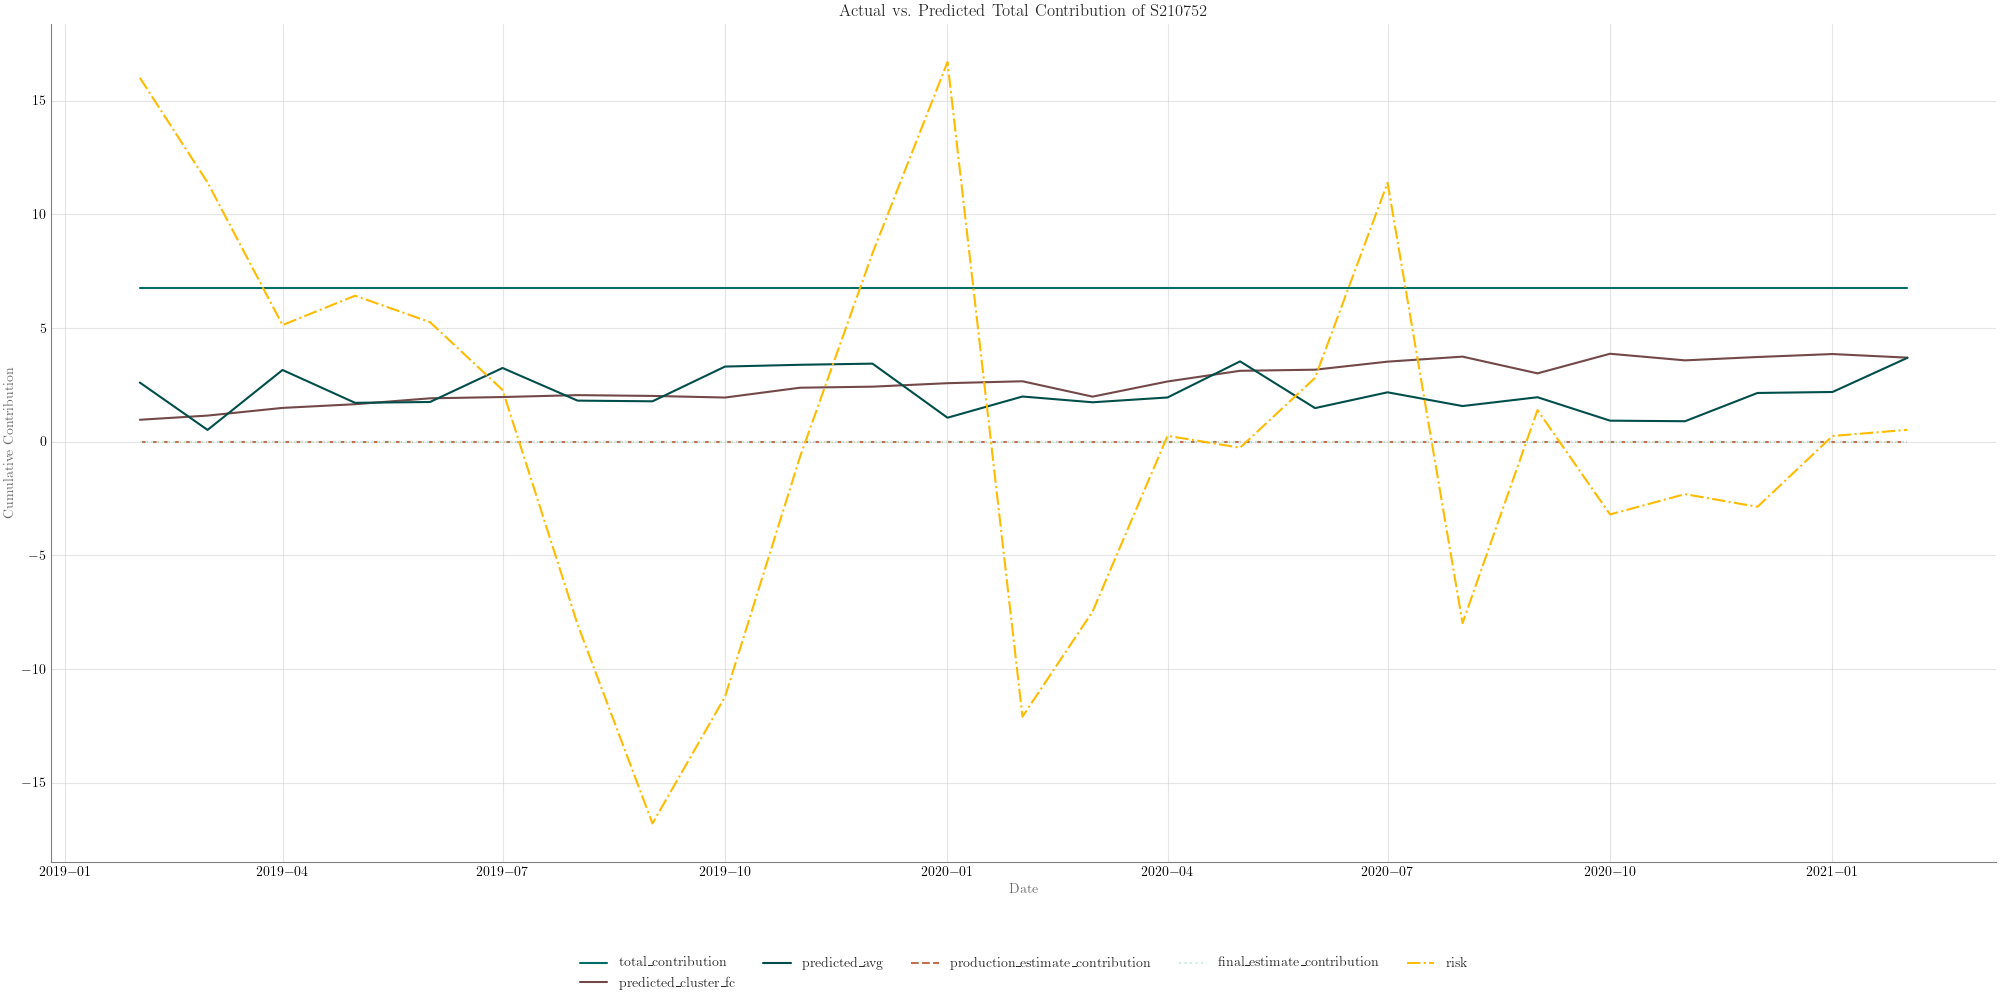 Actual vs. Predicted Total Contribution of S210752
Cumulative Contribution
15
10
5
0
−5
−10
−15
2019−01 2019−04 2019−07 2019−10 2020−01 2020−04 2020−07 2020−10 2021−01
Date
total_contribution predicted_avg production_estimate_contribution final_estimate_contribution risk
predicted_cluster_fc